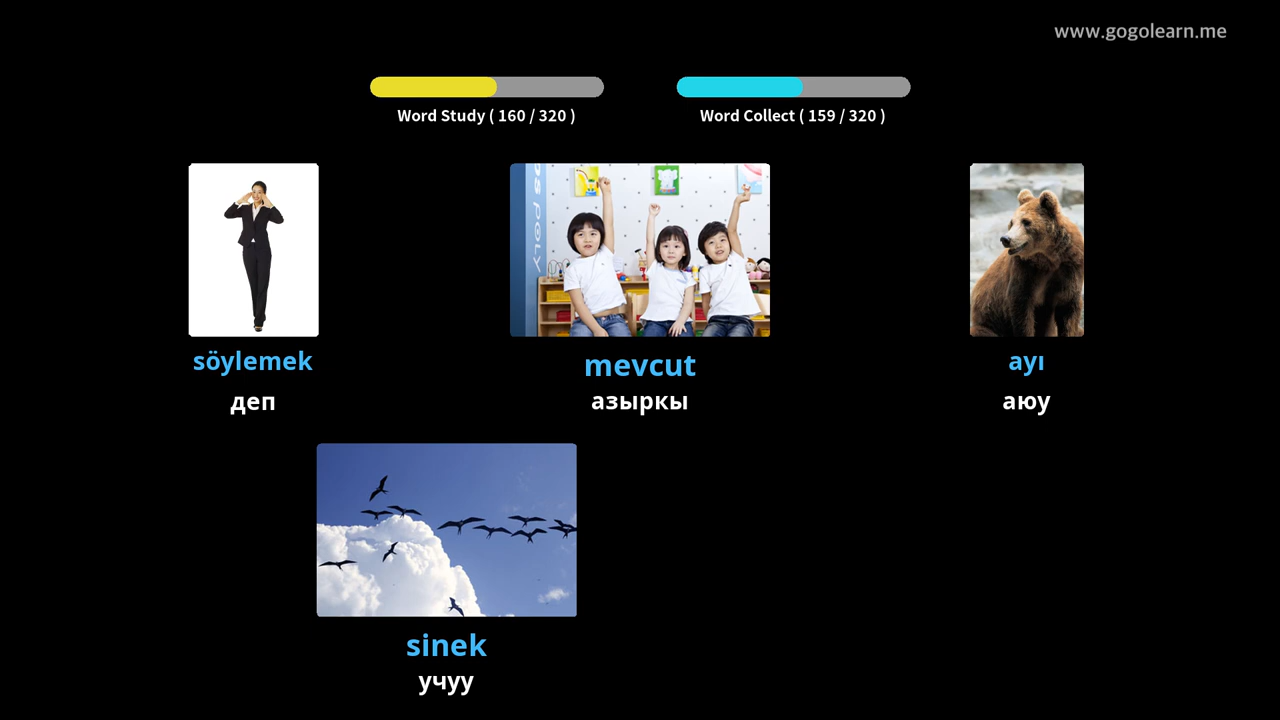 www.gogolearn.me
Word Study ( 160 / 320 )
Word Collect ( 159 / 320 )
söylemek
деп
mevcut
азыркы
ayı
аюу
sinek
учуу